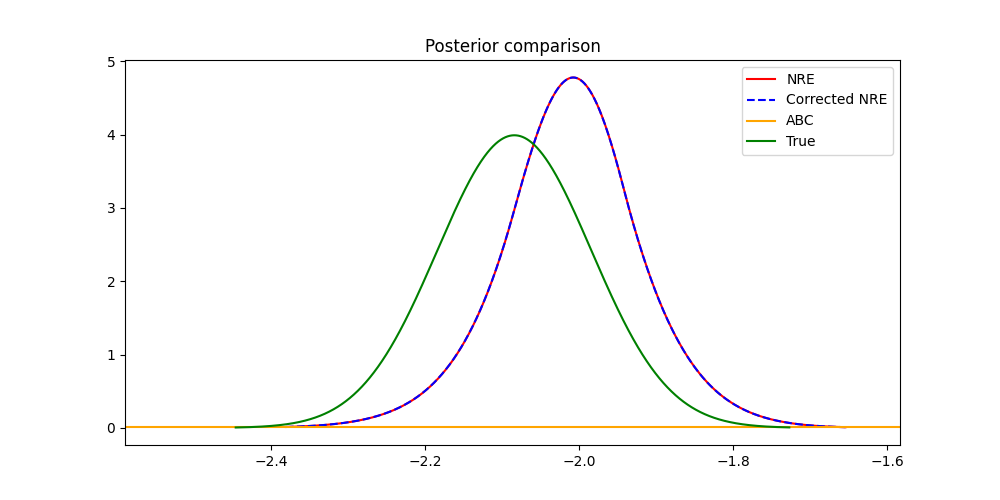 Posterior comparison
NRE
Corrected NRE
ABC
True
5
4
3
2
1
0
−2.4 −2.2 −2.0 −1.8 −1.6